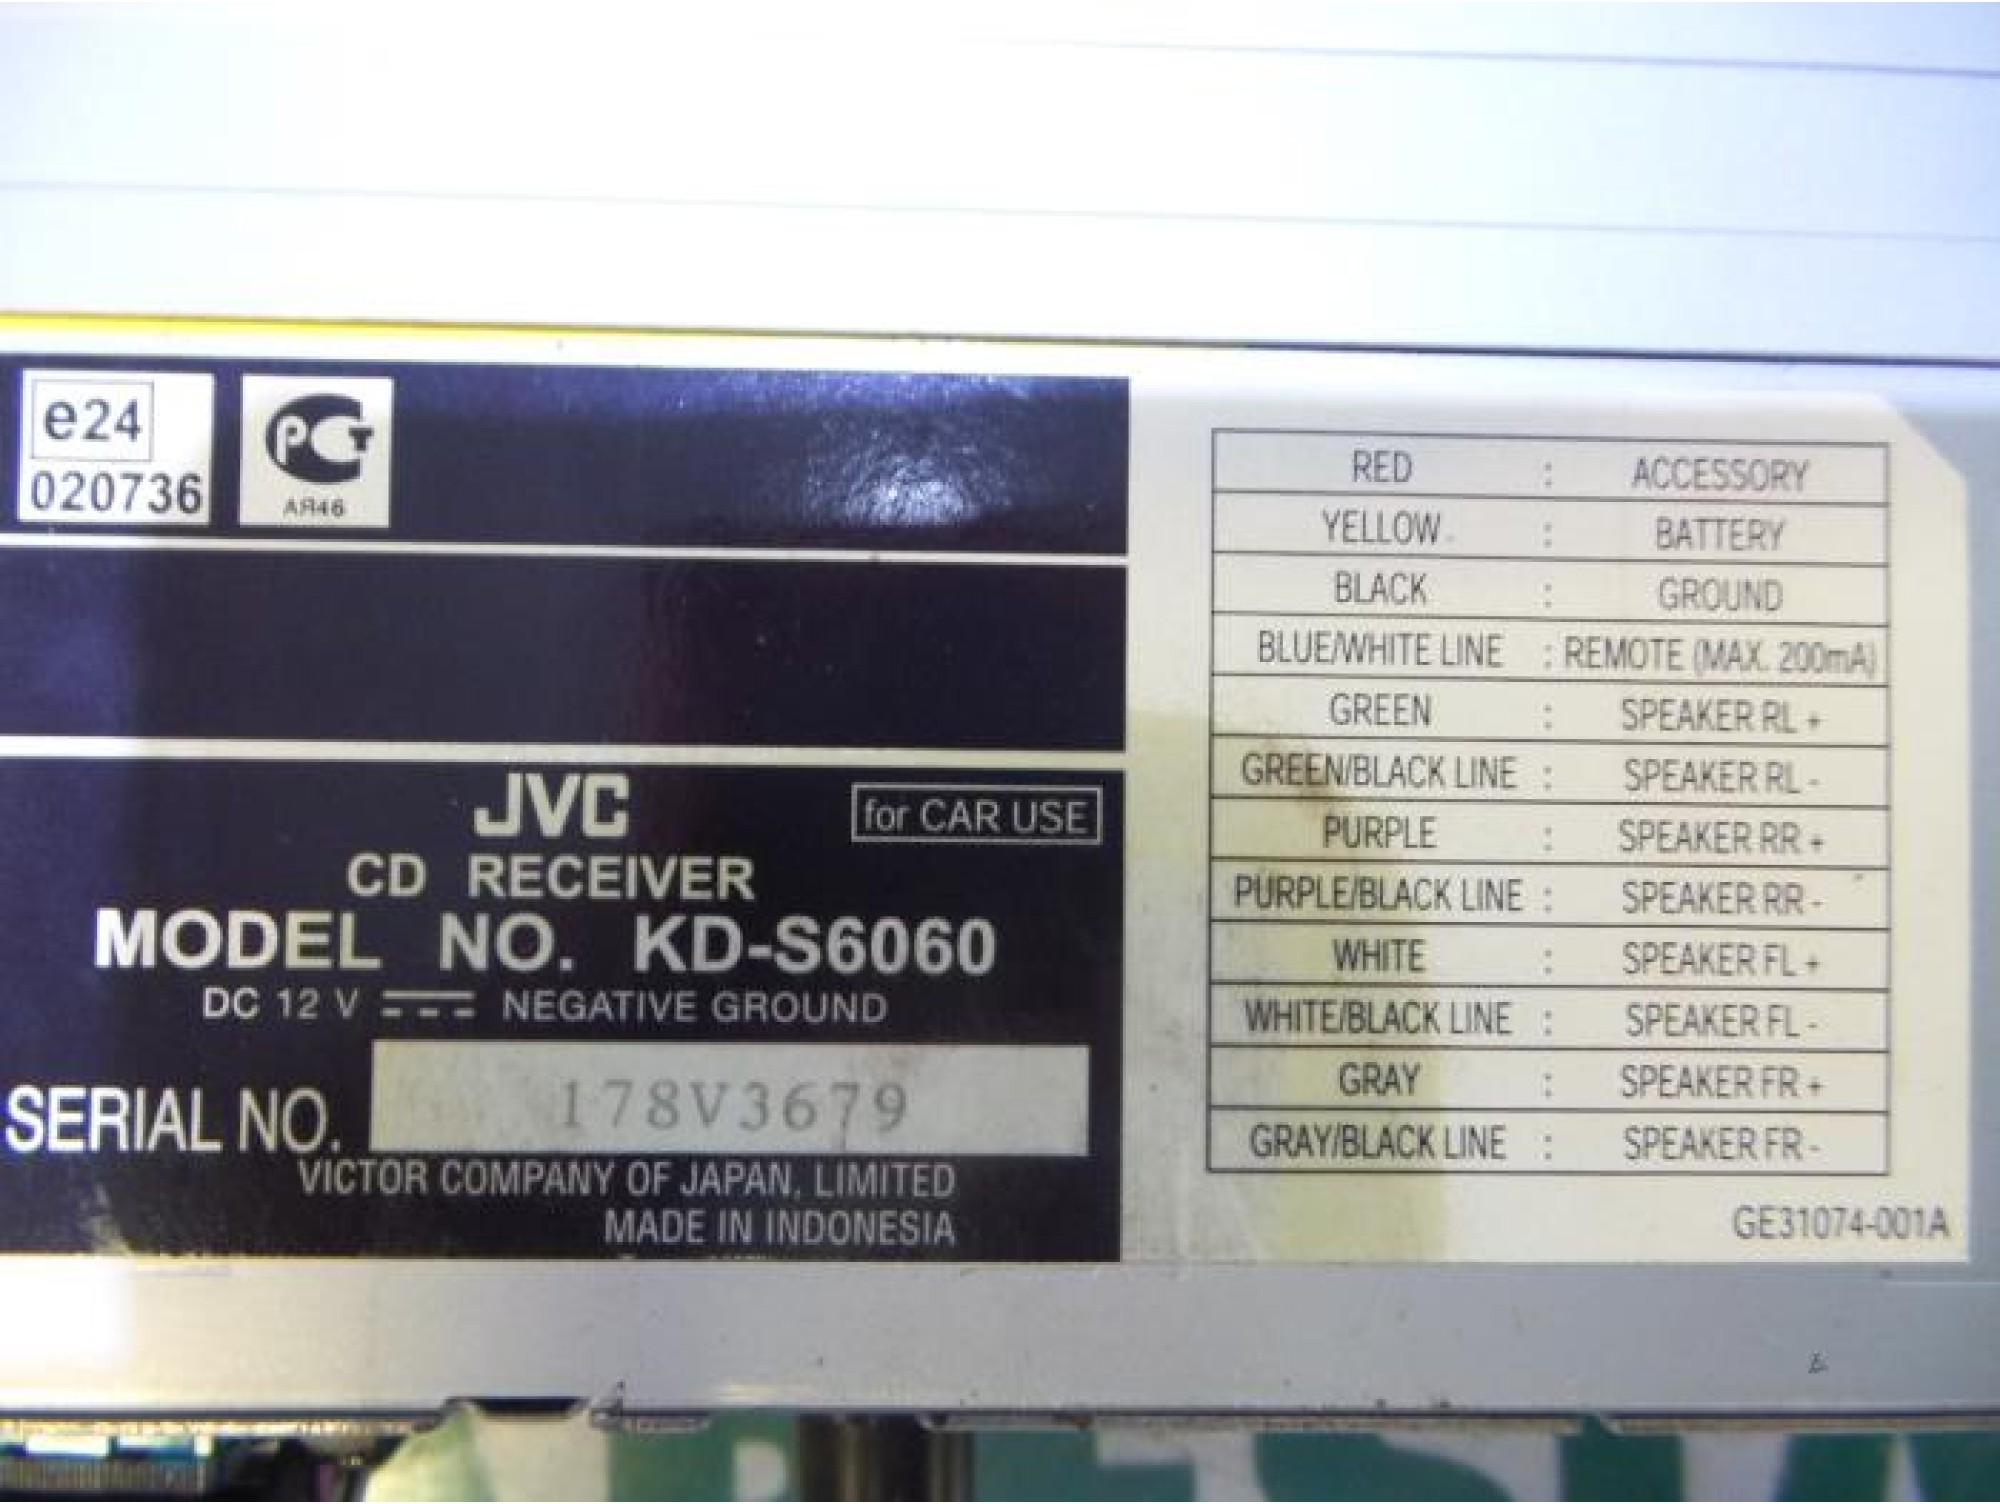 e24
020736
РСТ
АЯ46
JVC
for CAR USE
CD RECEIVER
MODEL NO. KD-S6060
DC 12 V NEGATIVE GROUND
SERIAL NO. 178V3679
VICTOR COMPANY OF JAPAN, LIMITED
MADE IN INDONESIA
RED : ACCESSORY
YELLOW : BATTERY
BLACK : GROUND
BLUE/WHITE LINE : REMOTE (MAX. 200mA)
GREEN : SPEAKER RL +
GREEN/BLACK LINE : SPEAKER RL -
PURPLE : SPEAKER RR +
PURPLE/BLACK LINE : SPEAKER RR -
WHITE : SPEAKER FL +
WHITE/BLACK LINE : SPEAKER FL -
GRAY : SPEAKER FR +
GRAY/BLACK LINE : SPEAKER FR -
GE31074-001A